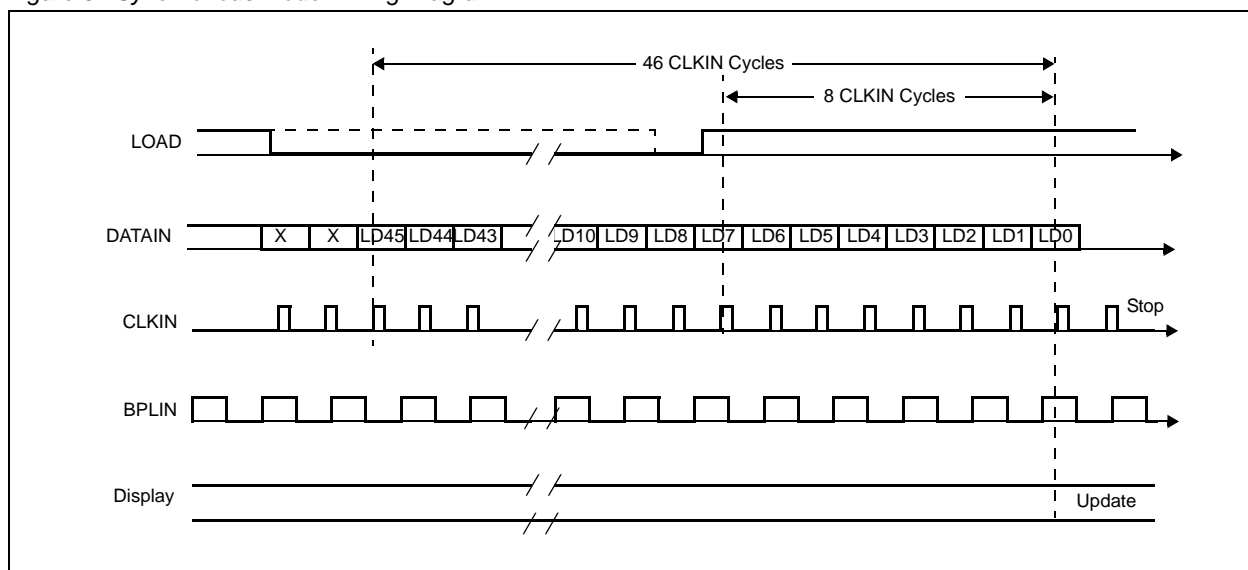 46 CLKIN Cycles
8 CLKIN Cycles
LOAD
DATAIN X X LD45 LD44 LD43 LD10 LD9 LD8 LD7 LD6 LD5 LD4 LD3 LD2 LD1 LD0
CLKIN Stop
BPLIN
Display Update